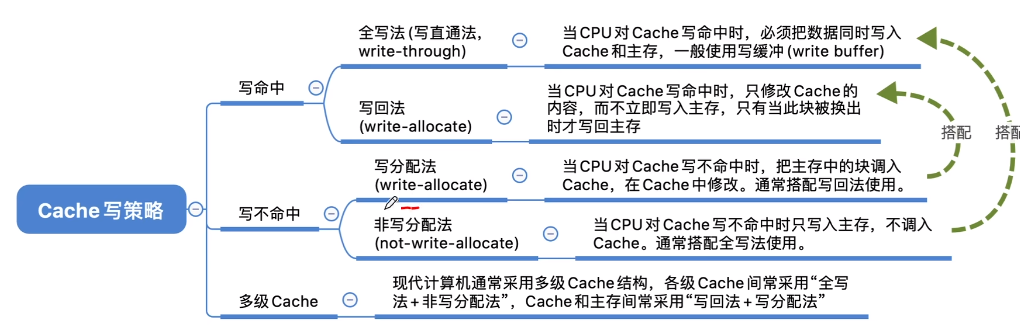 全写法 (写直通法,
write-through)
当CPU对Cache写命中时，必须把数据同时写入
Cache和主存，一般使用写缓冲 (write buffer)
写命中
写回法
(write-allocate)
当CPU对Cache写命中时，只修改Cache的
内容，而不立即写入主存，只有当此块被换出
时才写回主存
搭配
搭配
Cache写策略
写分配法
(write-allocate)
当CPU对Cache写不命中时，把主存中的块调入
Cache，在Cache中修改。通常搭配写回法使用。
写不命中
非写分配法
(not-write-allocate)
当CPU对Cache写不命中时只写入主存，不调入
Cache。通常搭配全写法使用。
多级Cache
现代计算机通常采用多级Cache结构，各级Cache间常采用“全写
法+非写分配法”，Cache和主存间常采用“写回法+写分配法”